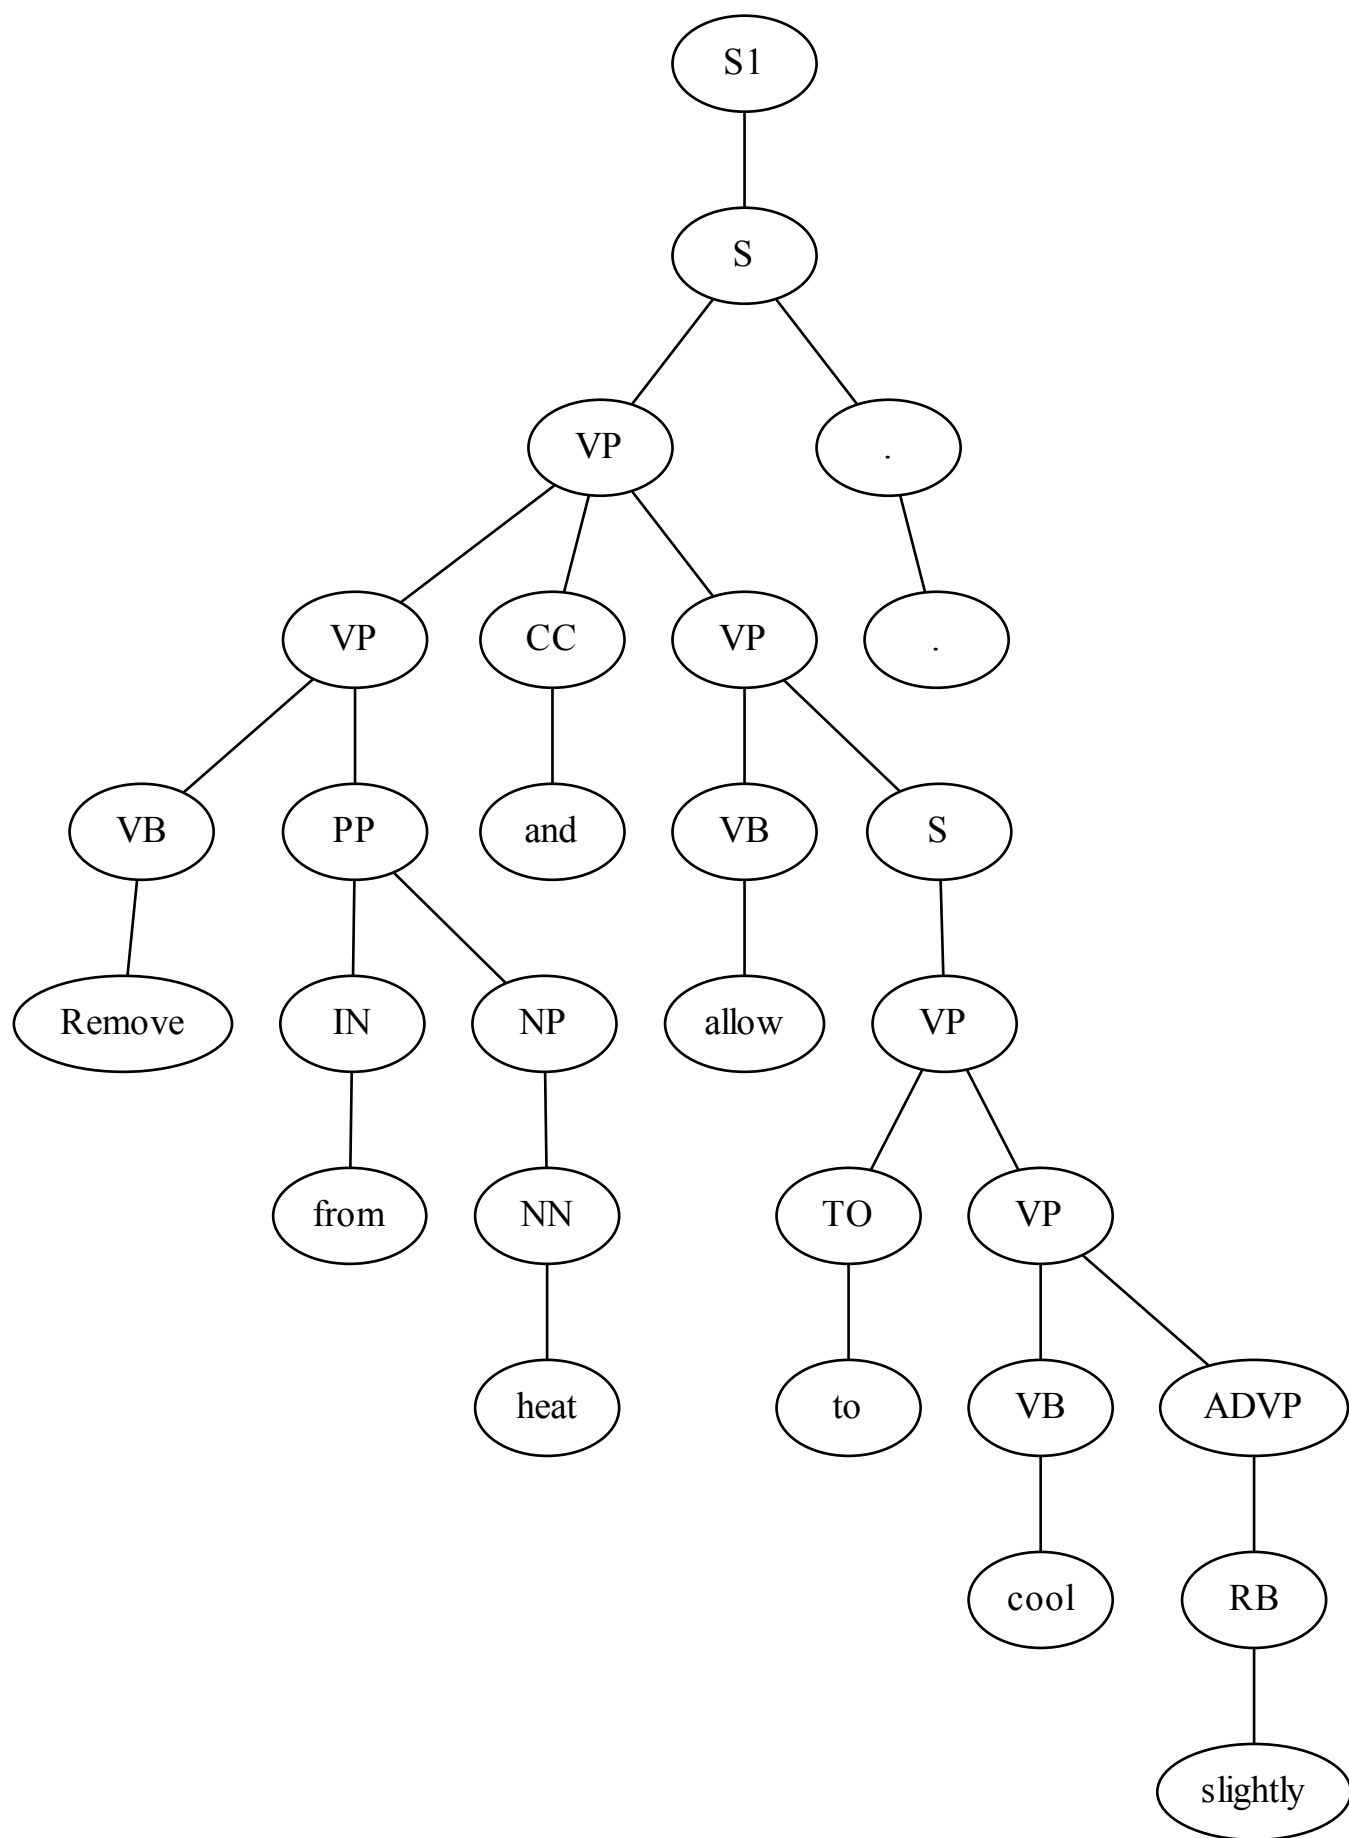 S1
S
VP .
VP CC VP .
VB PP and VB S
Remove IN NP allow VP
from NN TO VP
heat to VB ADVP
cool RB
slightly